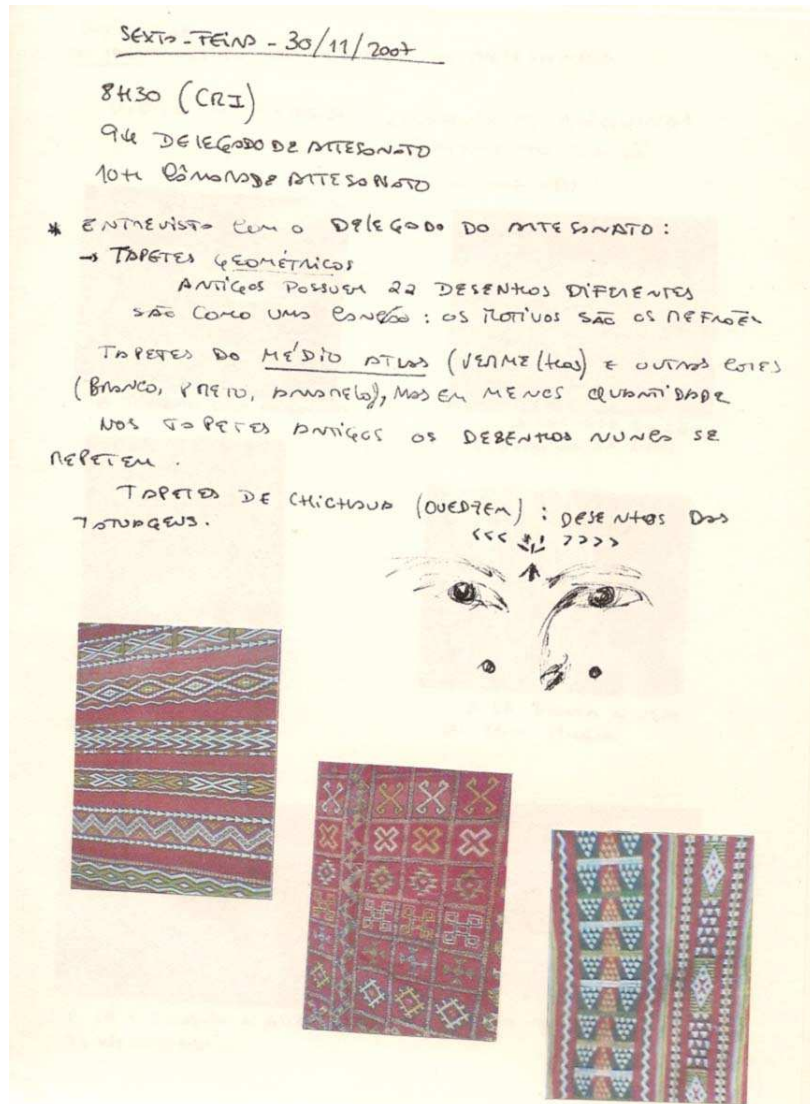 SEXTA-FEIRA - 30/11/2007
8H30 (CRI)
9H DELEGADO DE ARTESANATO
10H CÂMARA DE ARTESANATO
* ENTREVISTA COM O DELEGADO DO ARTESANATO:
→ TAPETES GEOMÉTRICOS
ANTIGOS POSSUEM 22 DESENHOS DIFERENTES
SÃO COMO UMA CANÇÃO: OS MOTIVOS SÃO OS REFRÕES
TAPETES DO MÉDIO ATLAS (VERMELHOS) E OUTRAS CORES
(BRANCO, PRETO, AMARELO), MAS EM MENOS QUANTIDADE
NOS TAPETES ANTIGOS OS DESENHOS NUNCA SE
REPETEM.
TAPETES DE CHICHAUA (OUEDZEM): DESENHOS DAS
TATUAGENS.